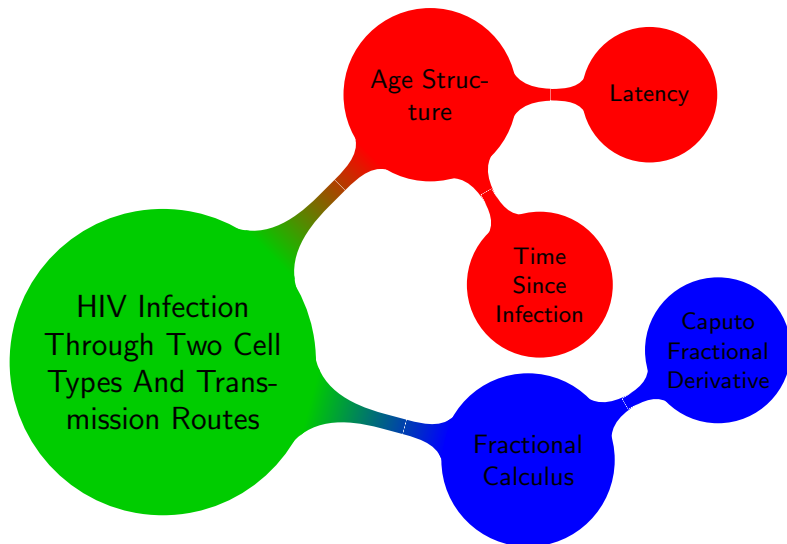 Age Struc-
ture
Latency
Time
Since
Infection
HIV Infection
Through Two Cell
Types And Trans-
mission Routes
Caputo
Fractional
Derivative
Fractional
Calculus